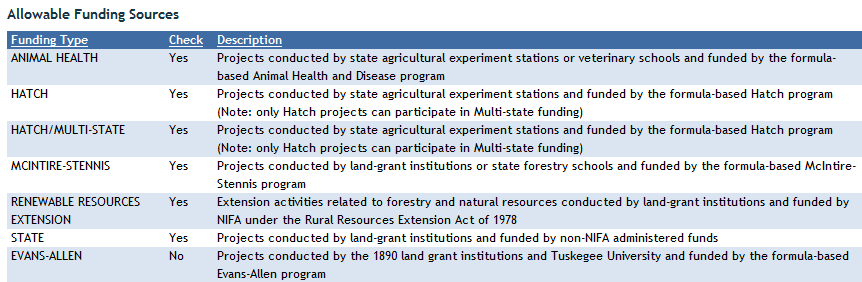 Allowable Funding Sources
Funding Type Check Description
ANIMAL HEALTH Yes Projects conducted by state agricultural experiment stations or veterinary schools and funded by the formula-
based Animal Health and Disease program
HATCH Yes Projects conducted by state agricultural experiment stations and funded by the formula-based Hatch program
(Note: only Hatch projects can participate in Multi-state funding)
HATCH/MULTI-STATE Yes Projects conducted by state agricultural experiment stations and funded by the formula-based Hatch program
(Note: only Hatch projects can participate in Multi-state funding)
MCINTIRE-STENNIS Yes Projects conducted by land-grant institutions or state forestry schools and funded by the formula-based McIntire-
Stennis program
RENEWABLE RESOURCES Yes Extension activities related to forestry and natural resources conducted by land-grant institutions and funded by
EXTENSION NIFA under the Rural Resources Extension Act of 1978
STATE Yes Projects conducted by land-grant institutions and funded by non-NIFA administered funds
EVANS-ALLEN No Projects conducted by the 1890 land grant institutions and Tuskegee University and funded by the formula-based
Evans-Allen program